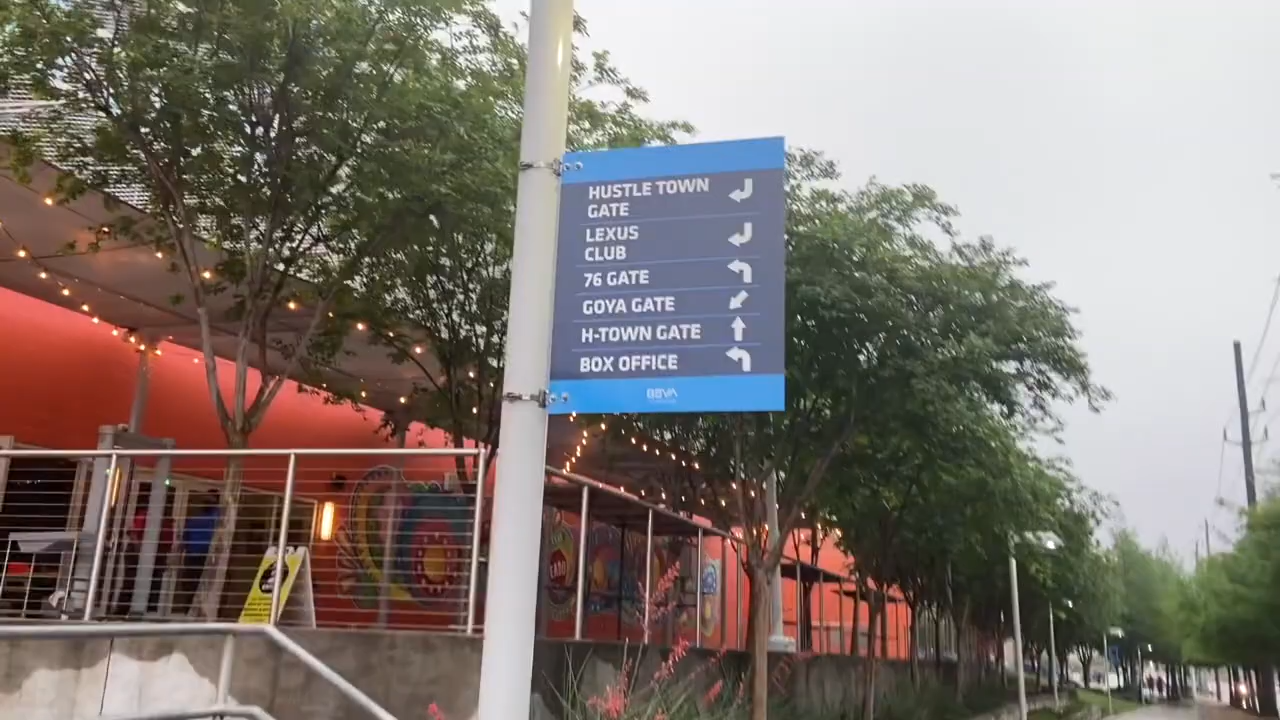 HUSTLE TOWN
GATE
LEXUS
CLUB
76 GATE
GOYA GATE
H-TOWN GATE
BOX OFFICE
BBVA